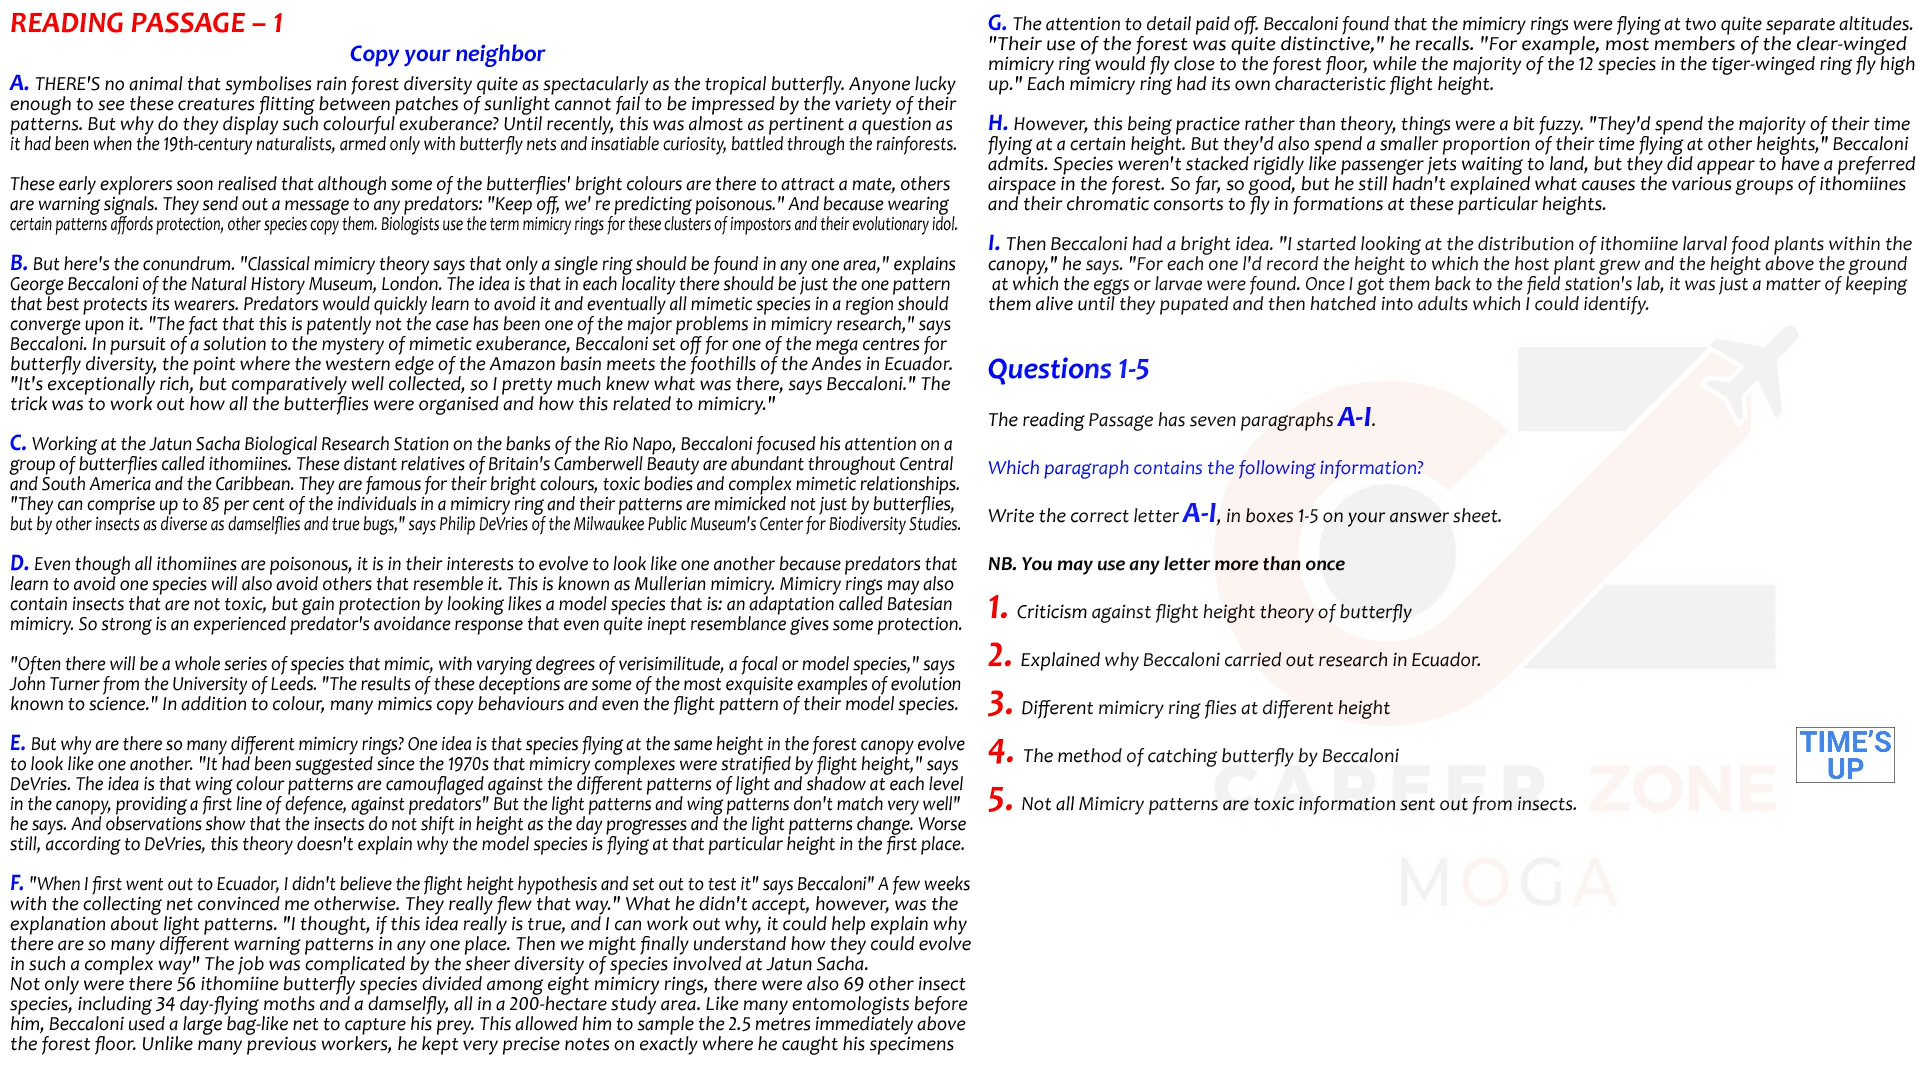 READING PASSAGE – 1
Copy your neighbor
A. THERE'S no animal that symbolises rain forest diversity quite as spectacularly as the tropical butterfly. Anyone lucky
enough to see these creatures flitting between patches of sunlight cannot fail to be impressed by the variety of their
patterns. But why do they display such colourful exuberance? Until recently, this was almost as pertinent a question as
it had been when the 19th-century naturalists, armed only with butterfly nets and insatiable curiosity, battled through the rainforests.
These early explorers soon realised that although some of the butterflies' bright colours are there to attract a mate, others
are warning signals. They send out a message to any predators: "Keep off, we' re predicting poisonous." And because wearing
certain patterns affords protection, other species copy them. Biologists use the term mimicry rings for these clusters of impostors and their evolutionary idol.
B. But here's the conundrum. "Classical mimicry theory says that only a single ring should be found in any one area," explains
George Beccaloni of the Natural History Museum, London. The idea is that in each locality there should be just the one pattern
that best protects its wearers. Predators would quickly learn to avoid it and eventually all mimetic species in a region should
converge upon it. "The fact that this is patently not the case has been one of the major problems in mimicry research," says
Beccaloni. In pursuit of a solution to the mystery of mimetic exuberance, Beccaloni set off for one of the mega centres for
butterfly diversity, the point where the western edge of the Amazon basin meets the foothills of the Andes in Ecuador.
"It's exceptionally rich, but comparatively well collected, so I pretty much knew what was there, says Beccaloni." The
trick was to work out how all the butterflies were organised and how this related to mimicry."
C. Working at the Jatun Sacha Biological Research Station on the banks of the Rio Napo, Beccaloni focused his attention on a
group of butterflies called ithomiines. These distant relatives of Britain's Camberwell Beauty are abundant throughout Central
and South America and the Caribbean. They are famous for their bright colours, toxic bodies and complex mimetic relationships.
"They can comprise up to 85 per cent of the individuals in a mimicry ring and their patterns are mimicked not just by butterflies,
but by other insects as diverse as damselflies and true bugs," says Philip DeVries of the Milwaukee Public Museum's Center for Biodiversity Studies.
D. Even though all ithomiines are poisonous, it is in their interests to evolve to look like one another because predators that
learn to avoid one species will also avoid others that resemble it. This is known as Mullerian mimicry. Mimicry rings may also
contain insects that are not toxic, but gain protection by looking likes a model species that is: an adaptation called Batesian
mimicry. So strong is an experienced predator's avoidance response that even quite inept resemblance gives some protection.
"Often there will be a whole series of species that mimic, with varying degrees of verisimilitude, a focal or model species," says
John Turner from the University of Leeds. "The results of these deceptions are some of the most exquisite examples of evolution
known to science." In addition to colour, many mimics copy behaviours and even the flight pattern of their model species.
E. But why are there so many different mimicry rings? One idea is that species flying at the same height in the forest canopy evolve
to look like one another. "It had been suggested since the 1970s that mimicry complexes were stratified by flight height," says
DeVries. The idea is that wing colour patterns are camouflaged against the different patterns of light and shadow at each level
in the canopy, providing a first line of defence, against predators" But the light patterns and wing patterns don't match very well"
he says. And observations show that the insects do not shift in height as the day progresses and the light patterns change. Worse
still, according to DeVries, this theory doesn't explain why the model species is flying at that particular height in the first place.
F. "When I first went out to Ecuador, I didn't believe the flight height hypothesis and set out to test it" says Beccaloni" A few weeks
with the collecting net convinced me otherwise. They really flew that way." What he didn't accept, however, was the
explanation about light patterns. "I thought, if this idea really is true, and I can work out why, it could help explain why
there are so many different warning patterns in any one place. Then we might finally understand how they could evolve
in such a complex way" The job was complicated by the sheer diversity of species involved at Jatun Sacha.
Not only were there 56 ithomiine butterfly species divided among eight mimicry rings, there were also 69 other insect
species, including 34 day-flying moths and a damselfly, all in a 200-hectare study area. Like many entomologists before
him, Beccaloni used a large bag-like net to capture his prey. This allowed him to sample the 2.5 metres immediately above
the forest floor. Unlike many previous workers, he kept very precise notes on exactly where he caught his specimens
G. The attention to detail paid off. Beccaloni found that the mimicry rings were flying at two quite separate altitudes.
"Their use of the forest was quite distinctive," he recalls. "For example, most members of the clear-winged
mimicry ring would fly close to the forest floor, while the majority of the 12 species in the tiger-winged ring fly high
up." Each mimicry ring had its own characteristic flight height.
H. However, this being practice rather than theory, things were a bit fuzzy. "They'd spend the majority of their time
flying at a certain height. But they'd also spend a smaller proportion of their time flying at other heights," Beccaloni
admits. Species weren't stacked rigidly like passenger jets waiting to land, but they did appear to have a preferred
airspace in the forest. So far, so good, but he still hadn't explained what causes the various groups of ithomiines
and their chromatic consorts to fly in formations at these particular heights.
I. Then Beccaloni had a bright idea. "I started looking at the distribution of ithomiine larval food plants within the
canopy," he says. "For each one I'd record the height to which the host plant grew and the height above the ground
at which the eggs or larvae were found. Once I got them back to the field station's lab, it was just a matter of keeping
them alive until they pupated and then hatched into adults which I could identify.
Questions 1-5
The reading Passage has seven paragraphs A-I.
Which paragraph contains the following information?
Write the correct letter A-I, in boxes 1-5 on your answer sheet.
NB. You may use any letter more than once
1. Criticism against flight height theory of butterfly
2. Explained why Beccaloni carried out research in Ecuador.
3. Different mimicry ring flies at different height
4. The method of catching butterfly by Beccaloni
5. Not all Mimicry patterns are toxic information sent out from insects.
TIME'S
UP
CAREER ZONE
MOGA